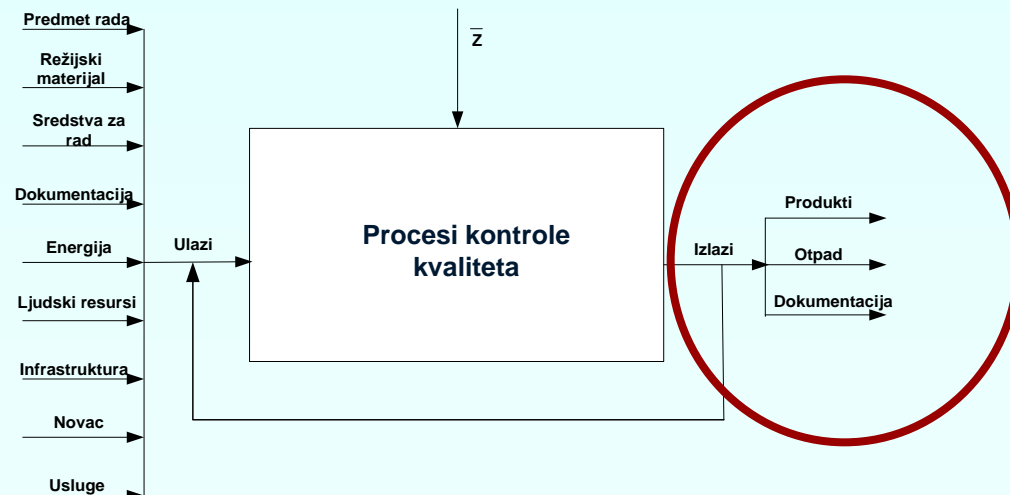 Predmet rada
Režijski
materijal
Sredstva za
rad
Dokumentacija
Energija
Ljudski resursi
Infrastruktura
Novac
Usluge
Ulazi
z̅
Procesi kontrole
kvaliteta
Izlazi
Produkti
Otpad
Dokumentacija